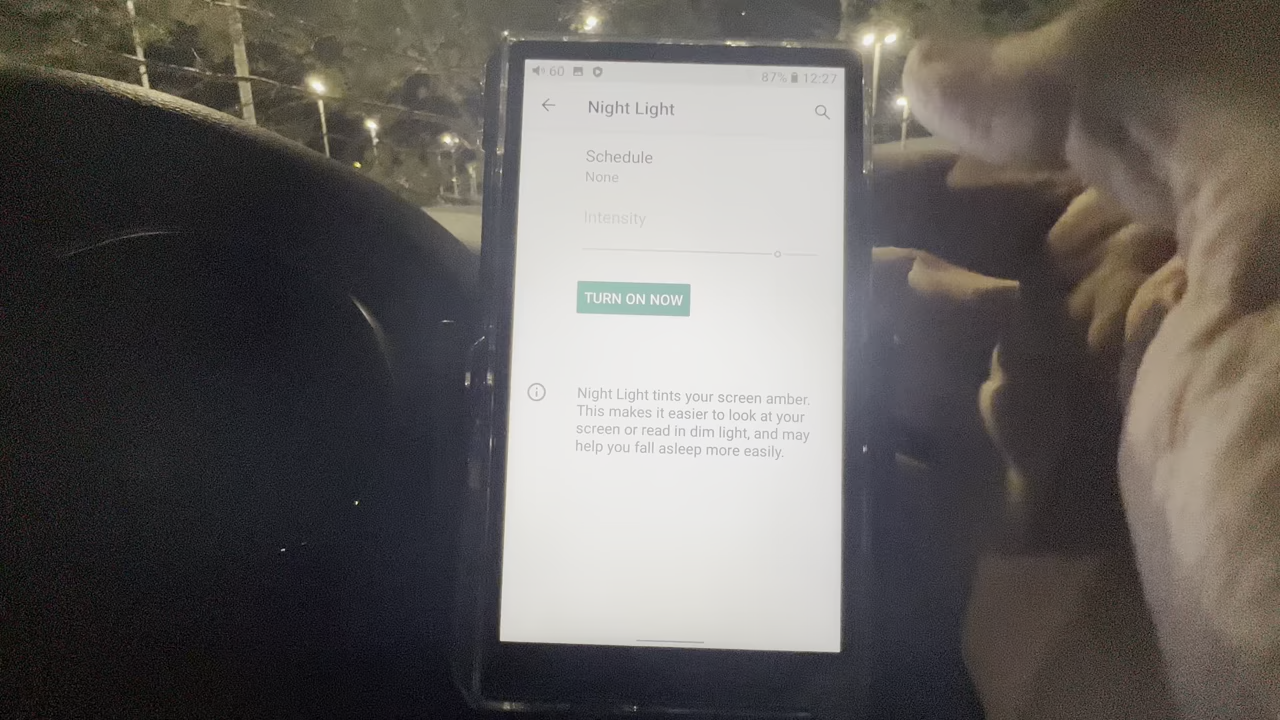 60 87% 12:27
Night Light
Schedule
None
Intensity
TURN ON NOW
Night Light tints your screen amber.
This makes it easier to look at your
screen or read in dim light, and may
help you fall asleep more easily.